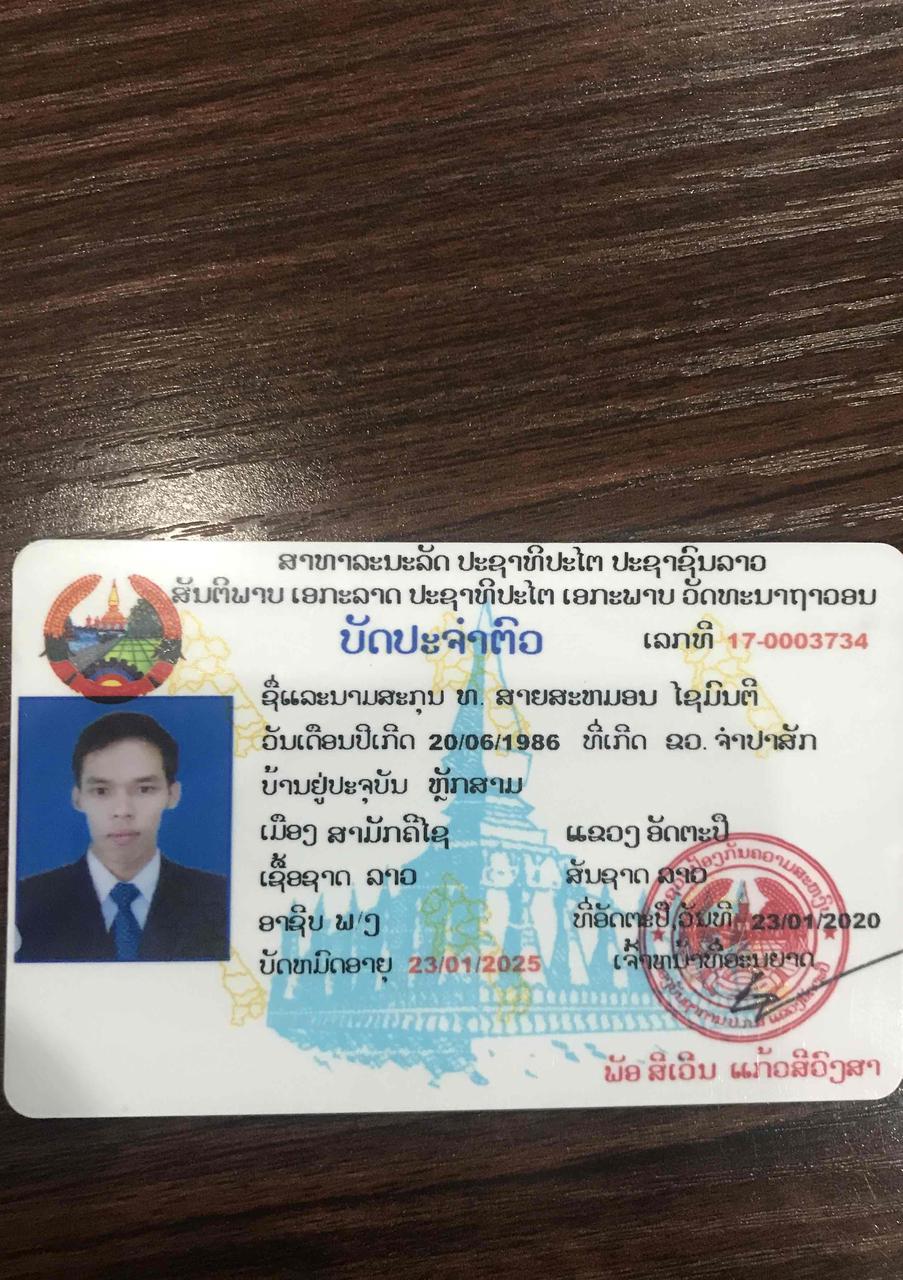 ສາທາລະນະລັດ ປະຊາທິປະໄຕ ປະຊາຊົນລາວ
ສັນຕິພາບ ເອກະລາດ ປະຊາທິປະໄຕ ເອກະພາບ ວັດທະນາຖາວອນ
ບັດປະຈຳຕົວ ເລກທີ 17-0003734
ຊື່ແລະນາມສະກຸນ ທ. ສາຍສະຫມອນ ໄຊມົນຕີ
ວັນເດືອນປີເກີດ 20/06/1986 ທີ່ເກີດ ຂວ. ຈຳປາສັກ
ບ້ານຢູ່ປະຈຸບັນ ຫຼັກສາມ
ເມືອງ ສາມັກຄີໄຊ ແຂວງ ອັດຕະປື
ເຊື້ອຊາດ ລາວ ສັນຊາດ ລາວ
ອາຊີບ ພ/ງ ທີ່ອັດຕະປື,ວັນທີ 23/01/2020
ບັດຫມົດອາຍຸ 23/01/2025 ເຈົ້າຫນ້າທີ່ອະນຸຍາດ
ພັອ ສີເວີນ ແກ້ວສີວົງສາ